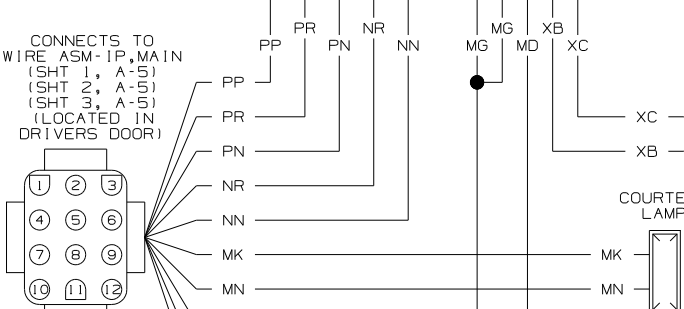 PR
NR
MG
XB
PP
PN
NN
MG
MD
XC
CONNECTS TO
WIRE ASM-IP,MAIN
(SHT 1, A-5)
(SHT 2, A-5)
(SHT 3, A-5)
(LOCATED IN
DRIVERS DOOR)
PP
PR
PN
NR
NN
MK
MN
1 2 3
4 5 6
7 8 9
10 11 12
XC
XB
COURTE
LAMP
MK
MN